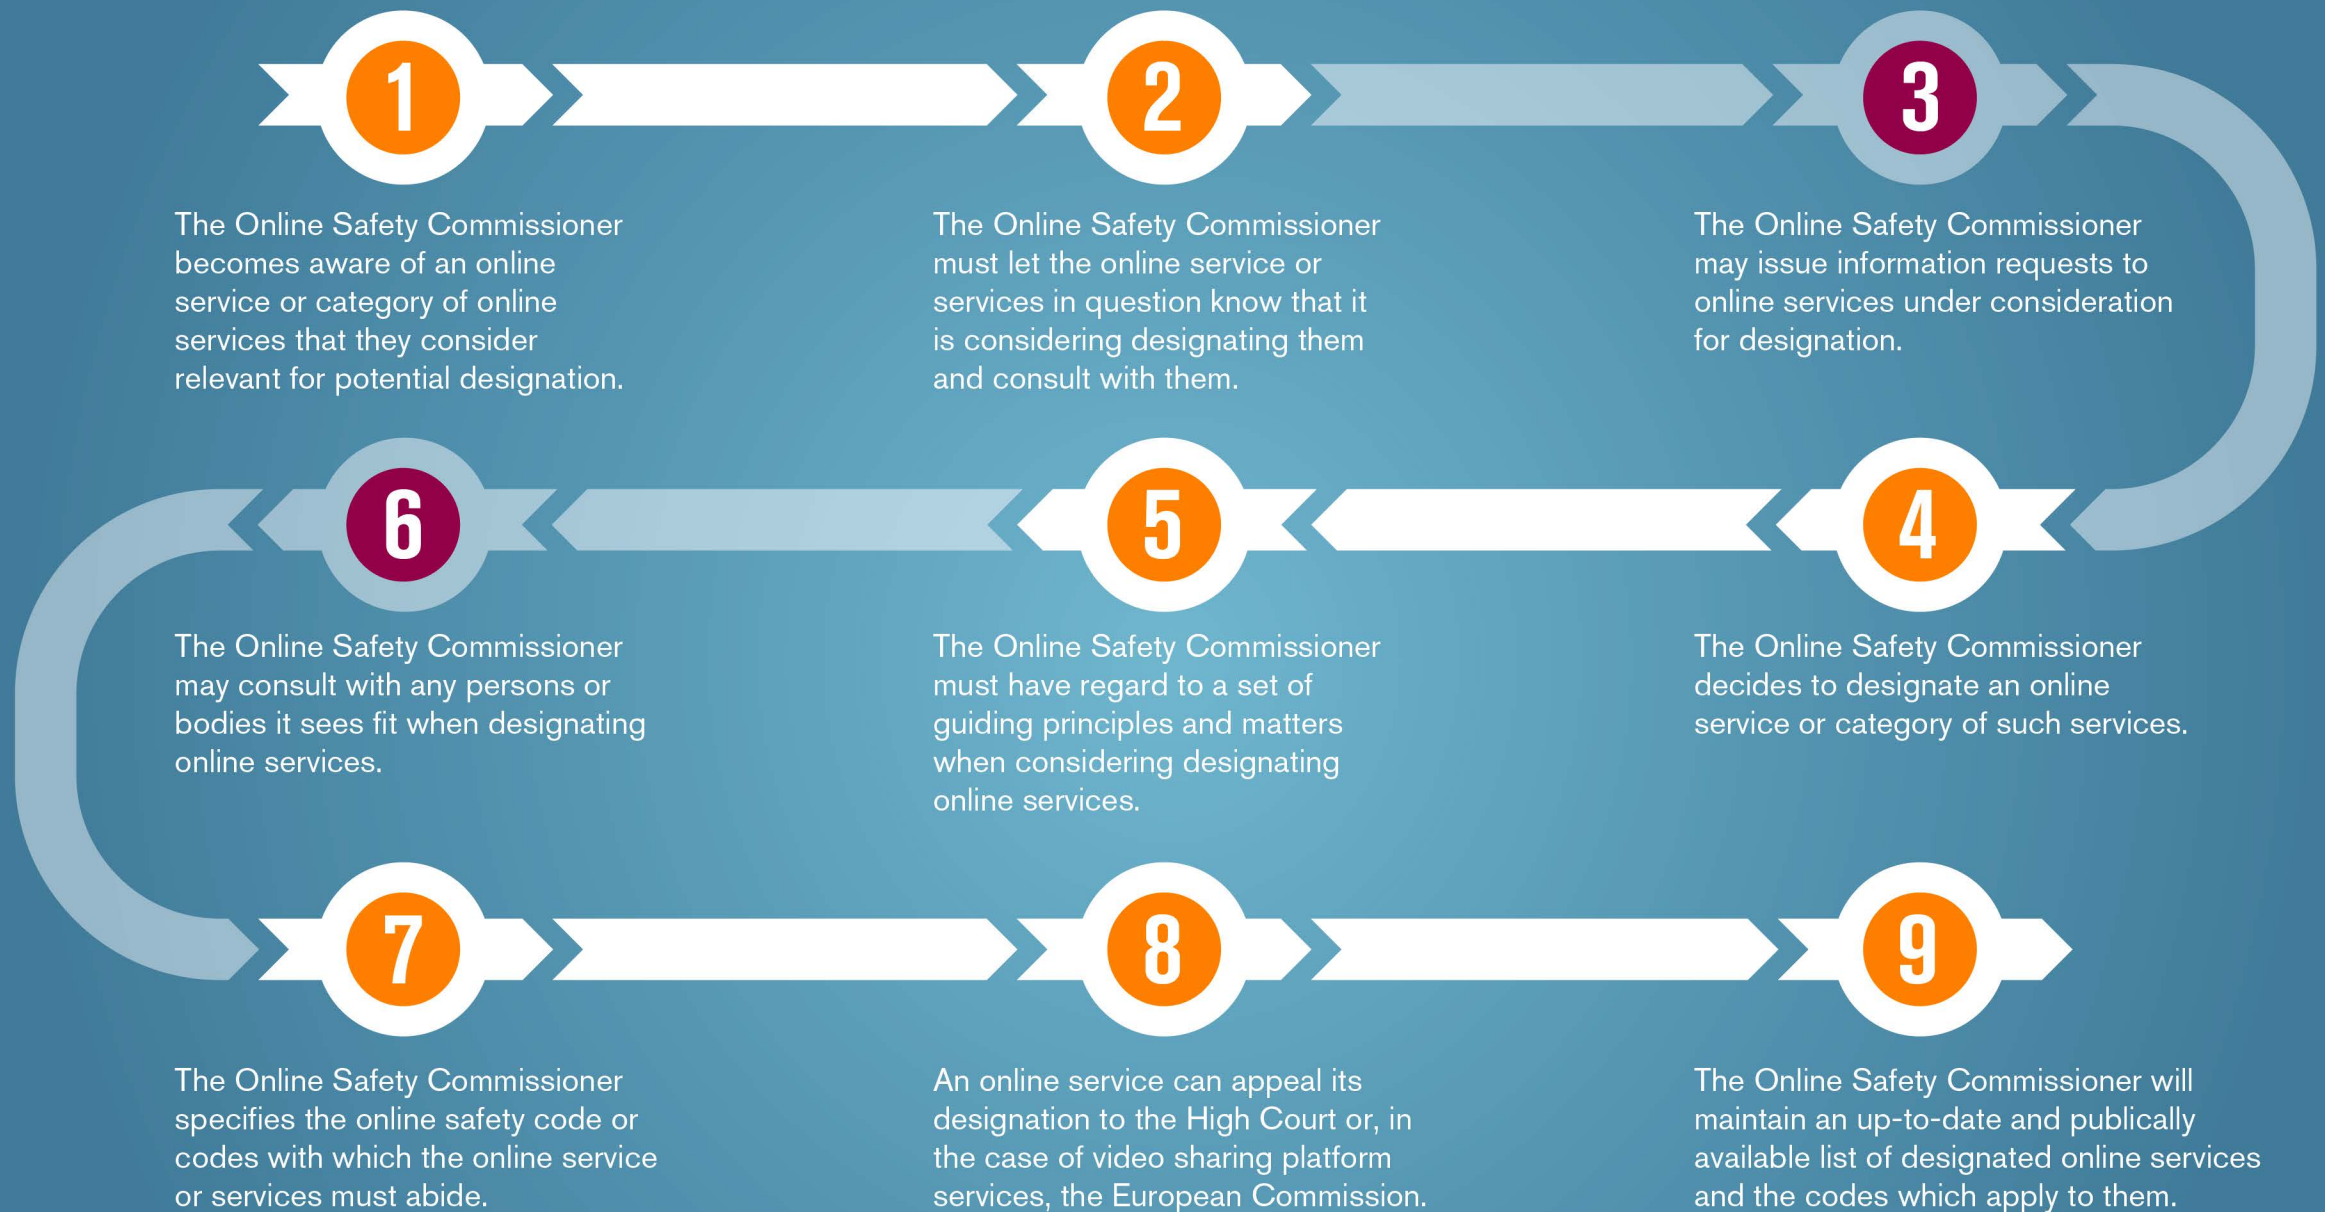 1
The Online Safety Commissioner
becomes aware of an online
service or category of online
services that they consider
relevant for potential designation.
2
The Online Safety Commissioner
must let the online service or
services in question know that it
is considering designating them
and consult with them.
3
The Online Safety Commissioner
may issue information requests to
online services under consideration
for designation.
4
The Online Safety Commissioner
decides to designate an online
service or category of such services.
5
The Online Safety Commissioner
must have regard to a set of
guiding principles and matters
when considering designating
online services.
6
The Online Safety Commissioner
may consult with any persons or
bodies it sees fit when designating
online services.
7
The Online Safety Commissioner
specifies the online safety code or
codes with which the online service
or services must abide.
8
An online service can appeal its
designation to the High Court or, in
the case of video sharing platform
services, the European Commission.
9
The Online Safety Commissioner will
maintain an up-to-date and publically
available list of designated online services
and the codes which apply to them.